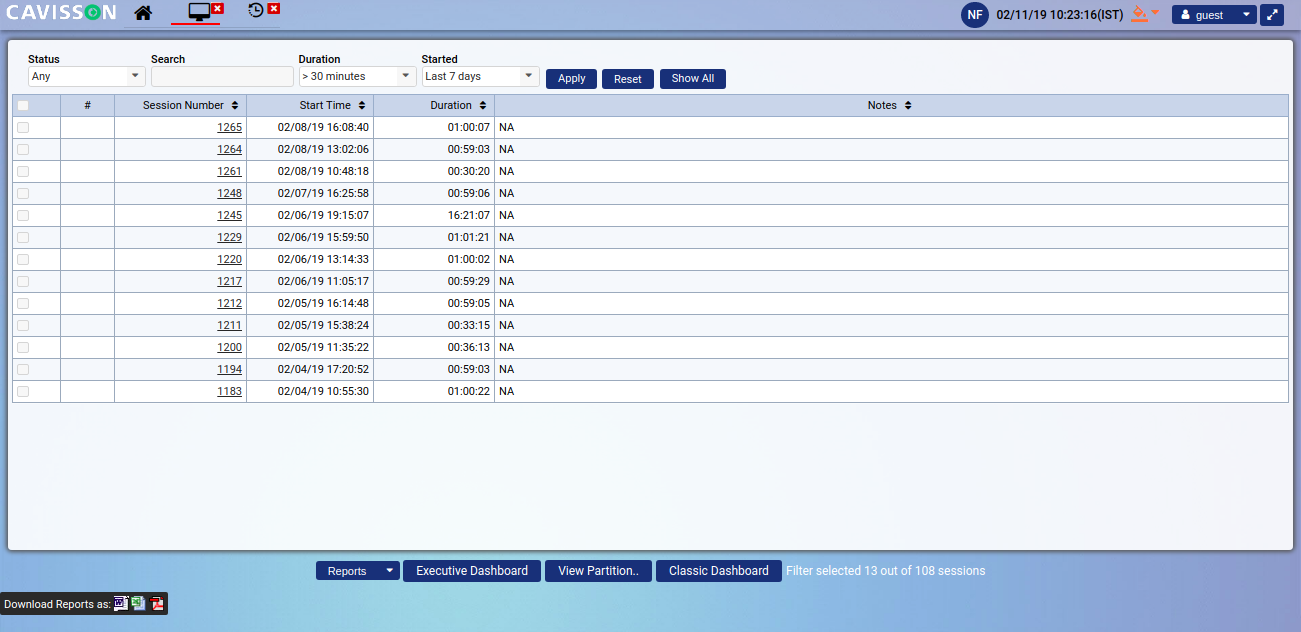 CAVISSON
NF 02/11/19 10:23:16(IST) guest
Status Search Duration Started
Any > 30 minutes Last 7 days Apply Reset Show All
# Session Number Start Time Duration Notes
1265 02/08/19 16:08:40 01:00:07 NA
1264 02/08/19 13:02:06 00:59:03 NA
1261 02/08/19 10:48:18 00:30:20 NA
1248 02/07/19 16:25:58 00:59:06 NA
1245 02/06/19 19:15:07 16:21:07 NA
1229 02/06/19 15:59:50 01:01:21 NA
1220 02/06/19 13:14:33 01:00:02 NA
1217 02/06/19 11:05:17 00:59:29 NA
1212 02/05/19 16:14:48 00:59:05 NA
1211 02/05/19 15:38:24 00:33:15 NA
1200 02/05/19 11:35:22 00:36:13 NA
1194 02/04/19 17:20:52 00:59:03 NA
1183 02/04/19 10:55:30 01:00:22 NA
Reports Executive Dashboard View Partition.. Classic Dashboard Filter selected 13 out of 108 sessions
Download Reports as: